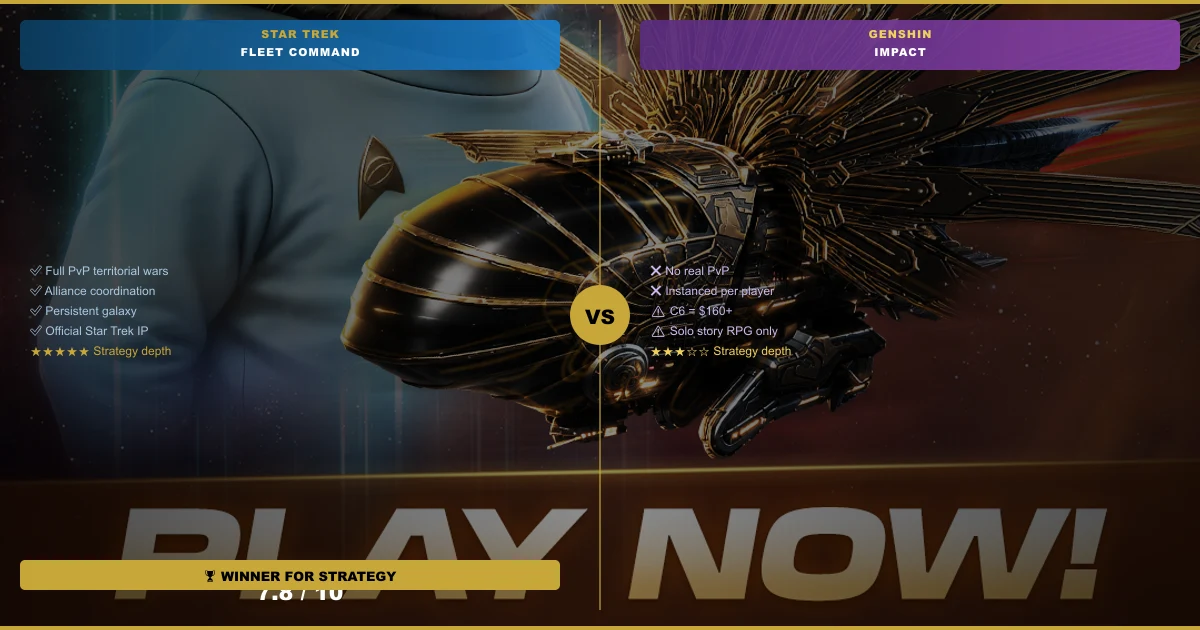 STAR TREK
FLEET COMMAND
✓ Full PvP territorial wars
✓ Alliance coordination
✓ Persistent galaxy
✓ Official Star Trek IP
★★★★★ Strategy depth
VS
GENSHIN
IMPACT
✕ No real PvP
✕ Instanced per player
⚠ C6 = $160+
⚠ Solo story RPG only
★★★☆☆ Strategy depth
PLAY NOW!
🏆 WINNER FOR STRATEGY
7.8 / 10